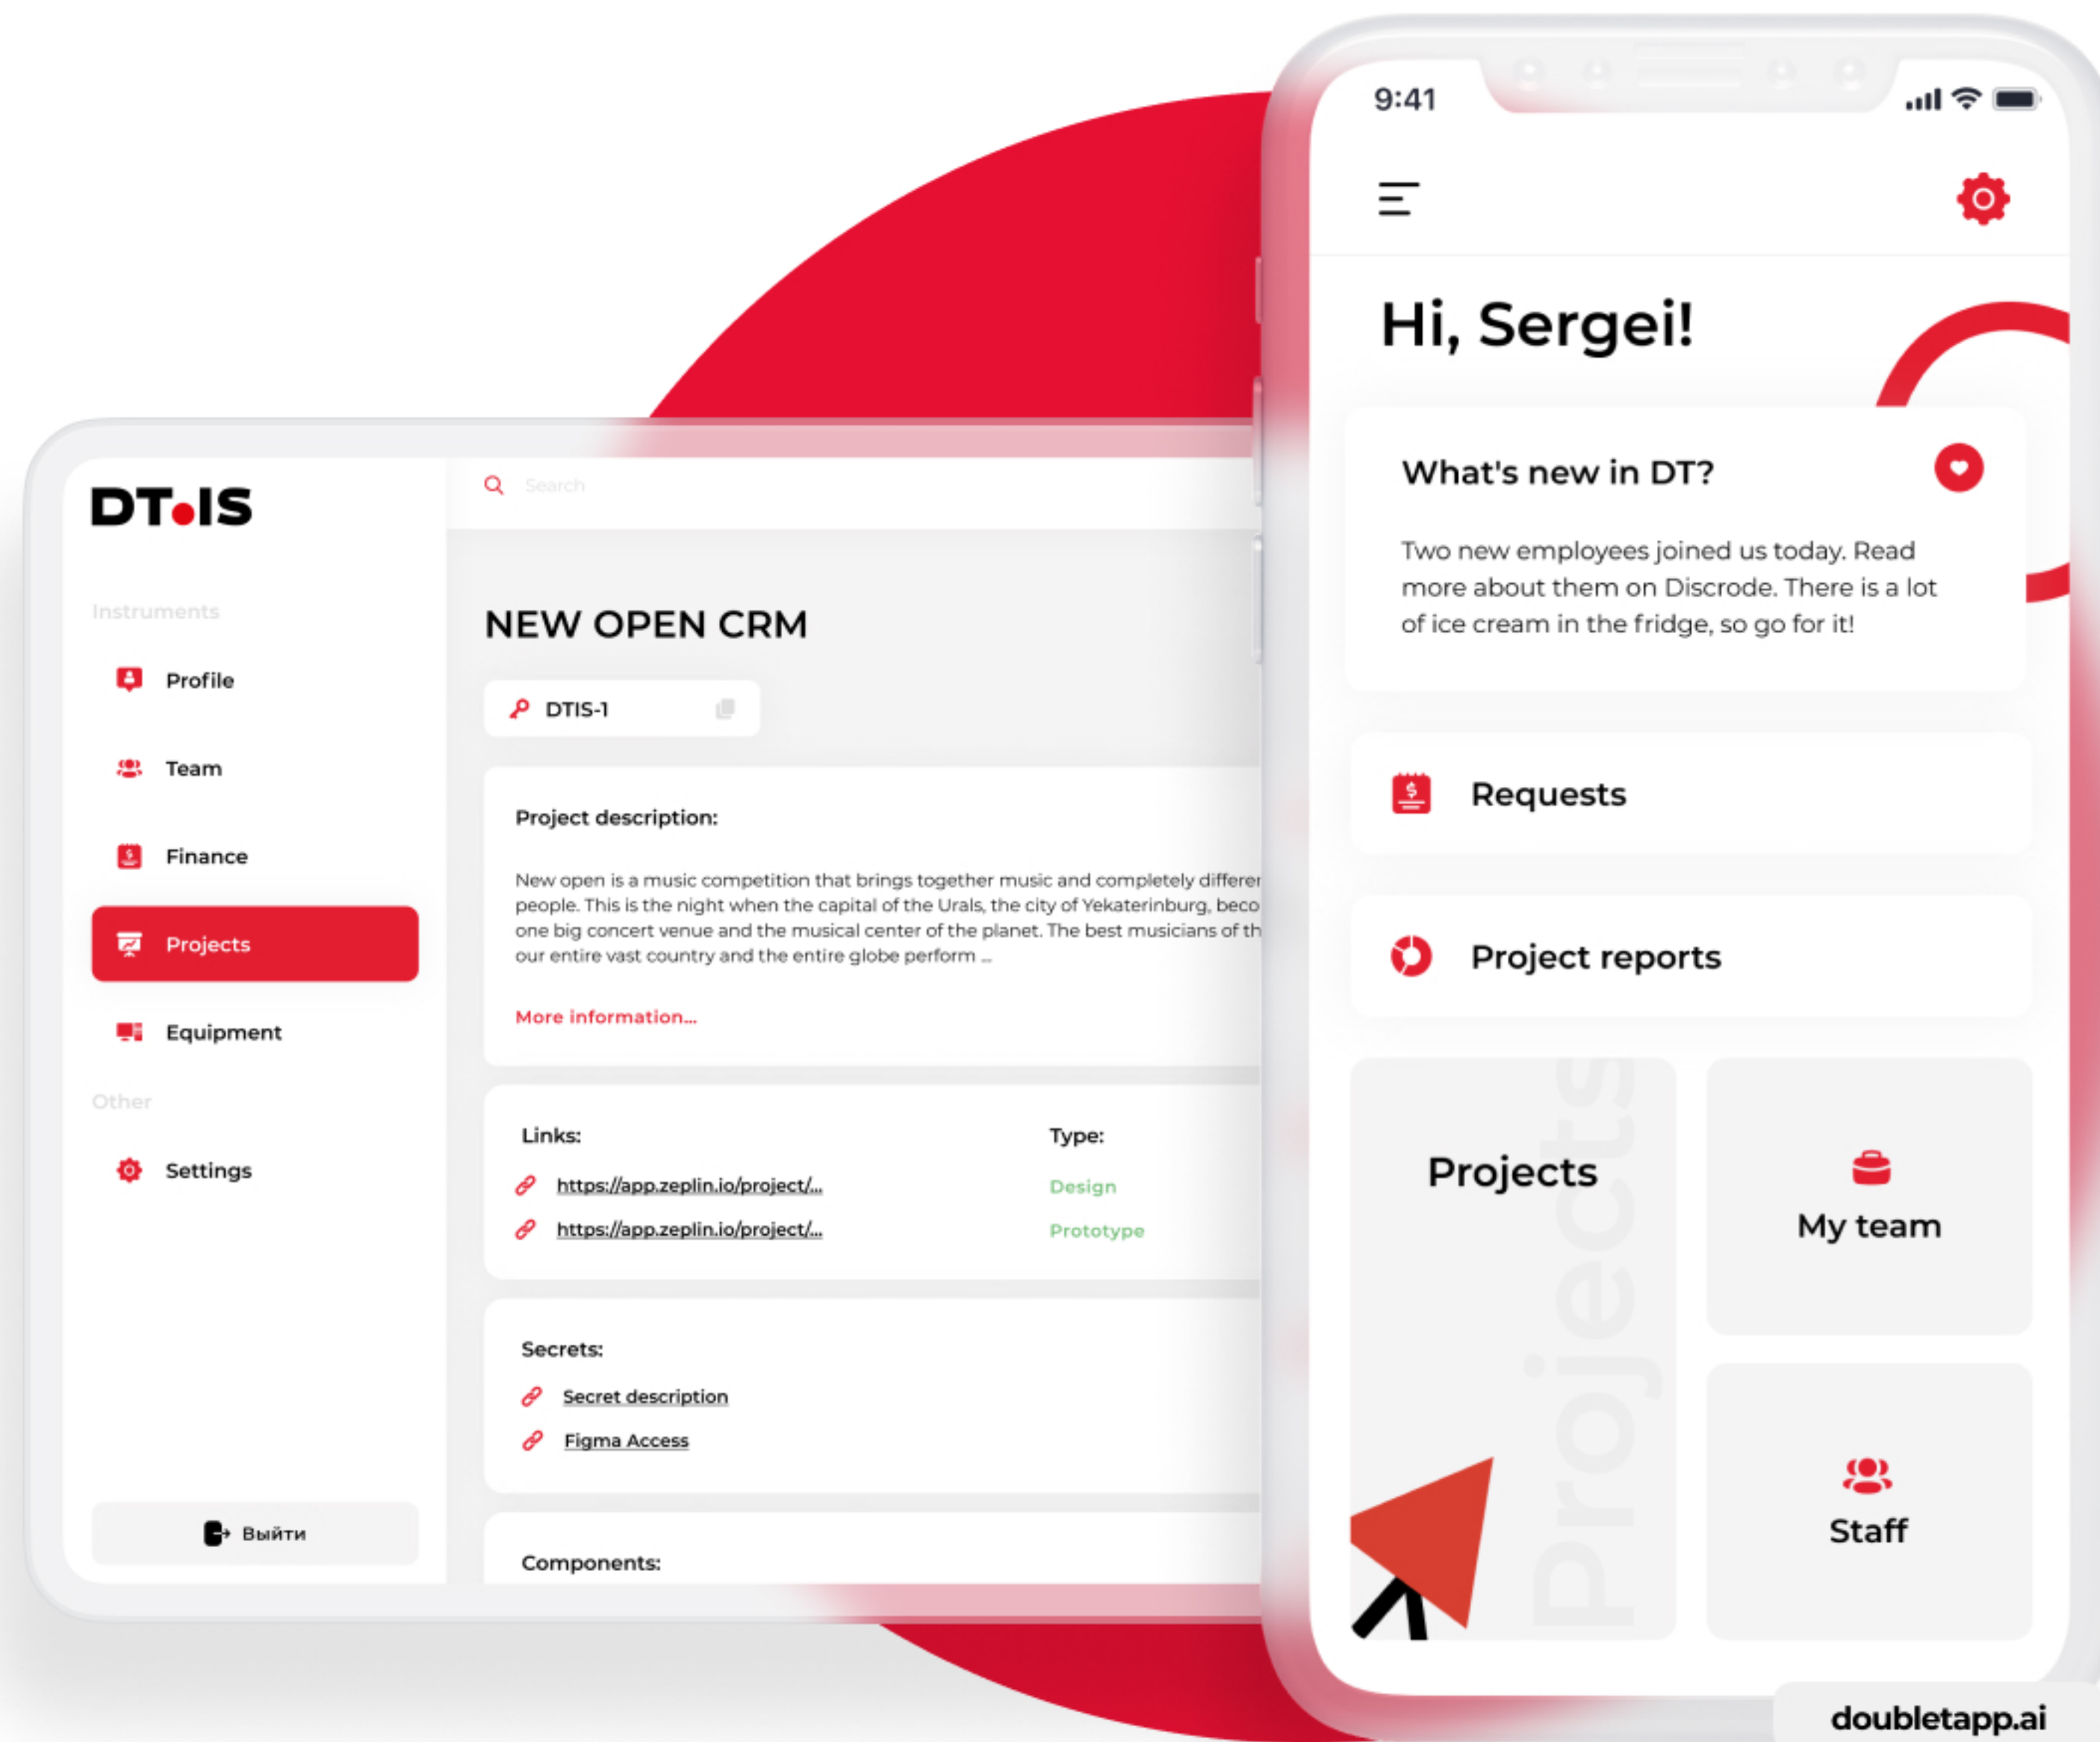 DT.IS
Instruments
Profile
Team
Finance
Projects
Equipment
Other
Settings
Выйти
Search
NEW OPEN CRM
DTIS-1
Project description:
New open is a music competition that brings together music and completely
people. This is the night when the capital of the Urals, the city of Yekaterinburg,
one big concert venue and the musical center of the planet. The best musicians of
our entire vast country and the entire globe perform ...
More information...
Links:
Type:
https://app.zeplin.io/project/...
Design
https://app.zeplin.io/project/...
Prototype
Secrets:
Secret description
Figma Access
Components:
9:41
Hi, Sergei!
What's new in DT?
Two new employees joined us today. Read
more about them on Discrode. There is a lot
of ice cream in the fridge, so go for it!
Requests
Project reports
Projects
Projects
My team
Staff
doubletapp.ai